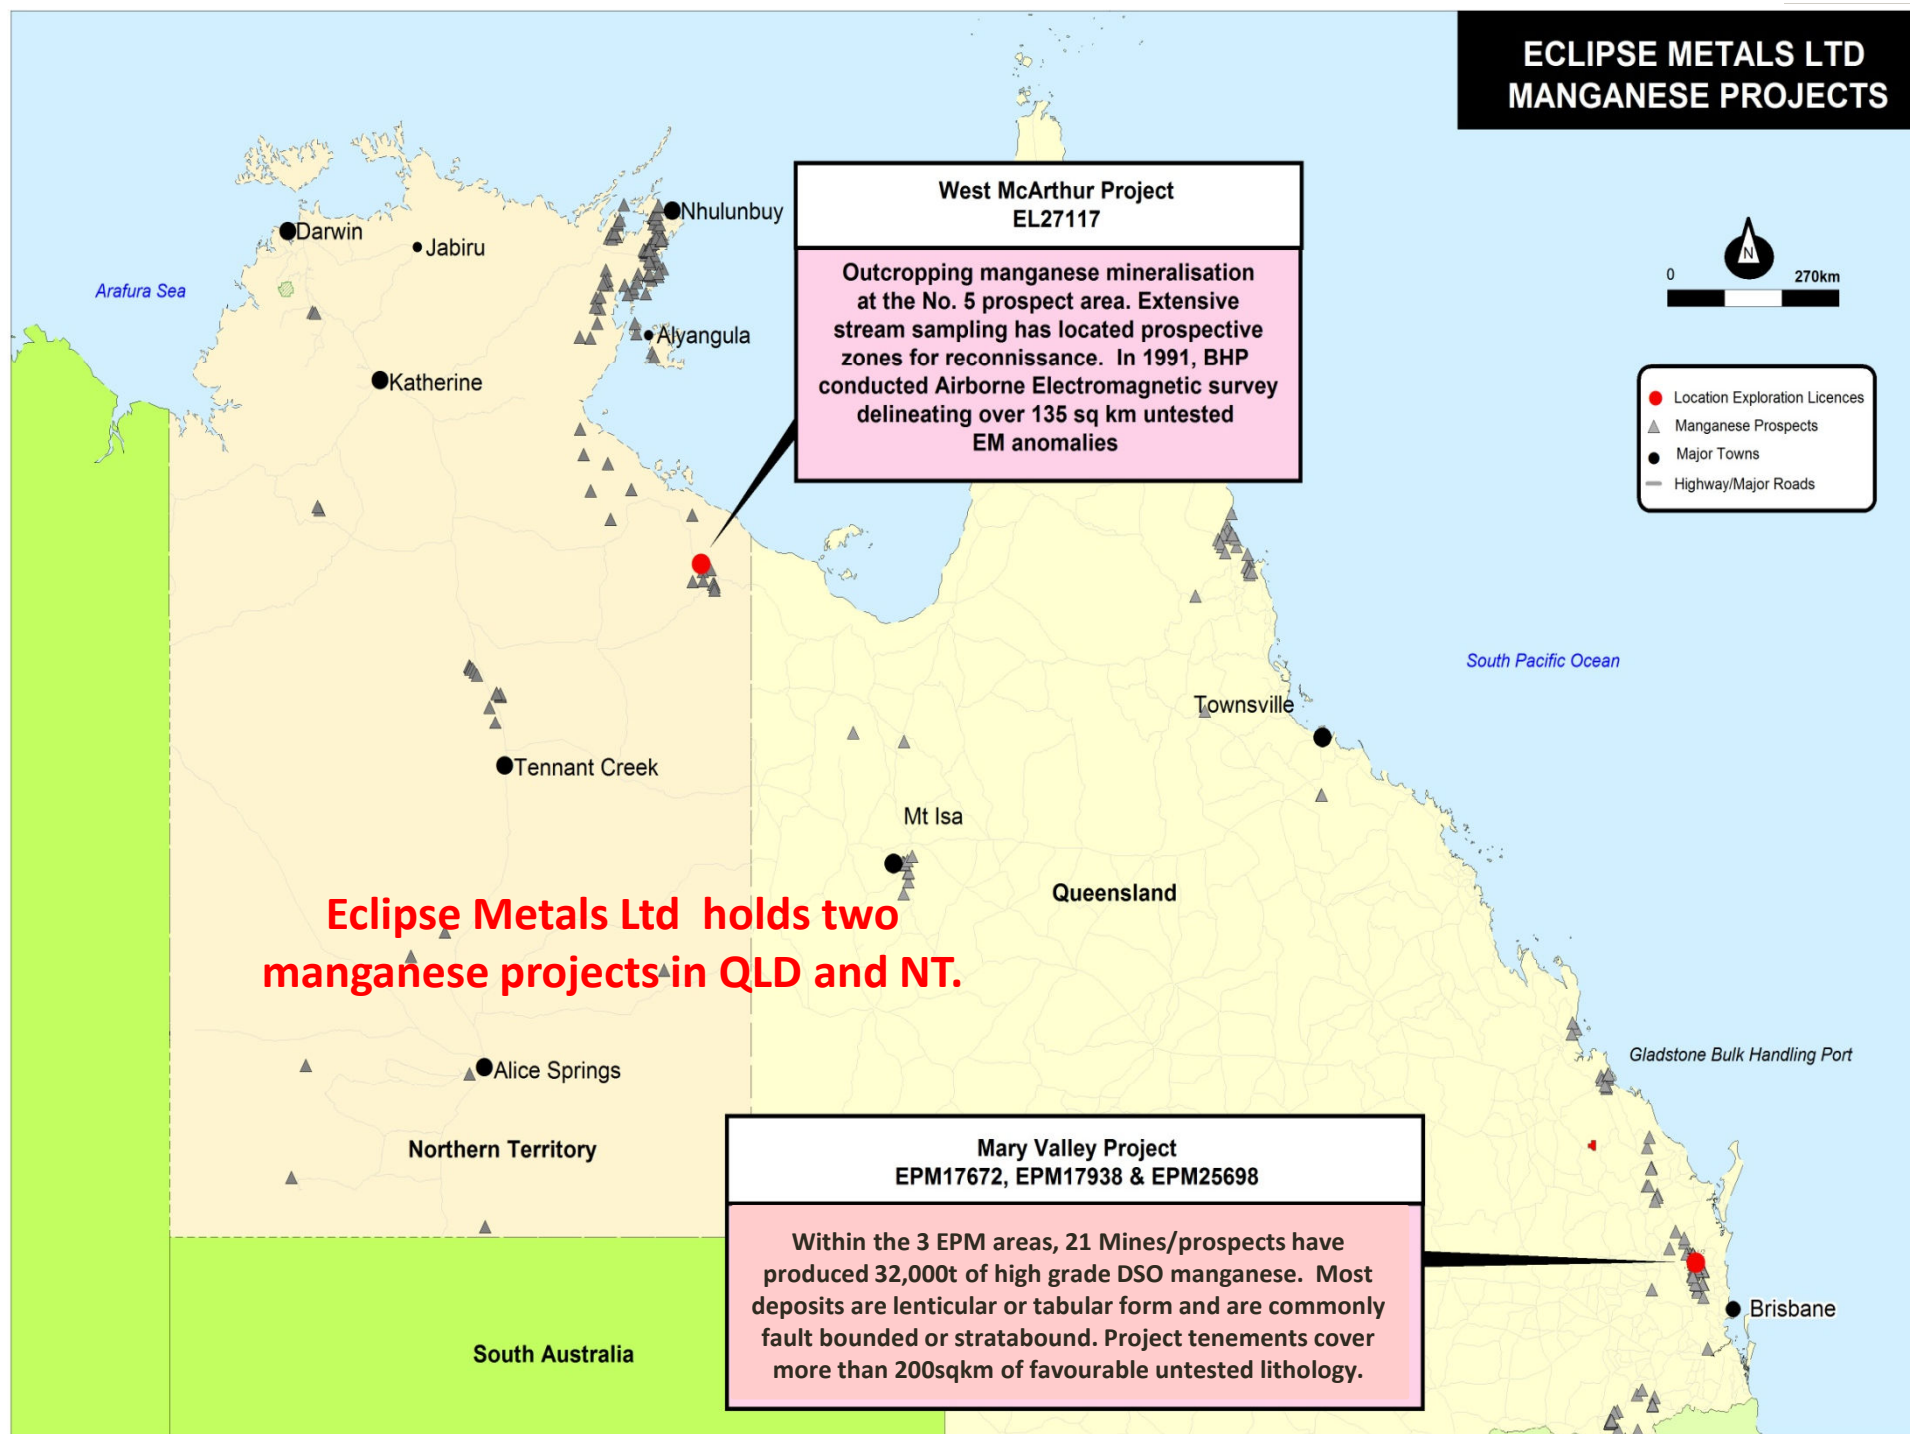 ECLIPSE METALS LTD
MANGANESE PROJECTS
West McArthur Project
EL27117
Outcropping manganese mineralisation
at the No. 5 prospect area. Extensive
stream sampling has located prospective
zones for reconnissance. In 1991, BHP
conducted Airborne Electromagnetic survey
delineating over 135 sq km untested
EM anomalies
N
0 270km
Location Exploration Licences
Manganese Prospects
Major Towns
Highway/Major Roads
Nhulunbuy
Darwin
Jabiru
Arafura Sea
Alyangula
Katherine
South Pacific Ocean
Townsville
Tennant Creek
Mt Isa
Queensland
Eclipse Metals Ltd holds two
manganese projects in QLD and NT.
Gladstone Bulk Handling Port
Alice Springs
Northern Territory
Mary Valley Project
EPM17672, EPM17938 & EPM25698
Within the 3 EPM areas, 21 Mines/prospects have
produced 32,000t of high grade DSO manganese. Most
deposits are lenticular or tabular form and are commonly
fault bounded or stratabound. Project tenements cover
more than 200sqkm of favourable untested lithology.
Brisbane
South Australia